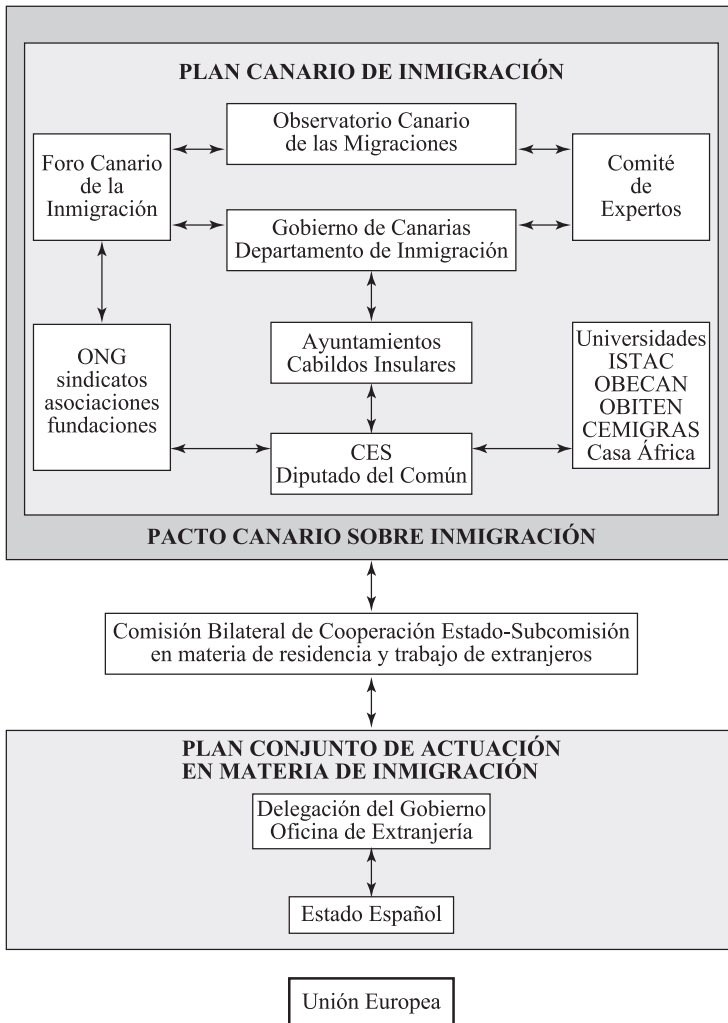 PLAN CANARIO DE INMIGRACIÓN
Observatorio Canario
de las Migraciones
Foro Canario
de la
Inmigración
Comité
de
Expertos
Gobierno de Canarias
Departamento de Inmigración
ONG
sindicatos
asociaciones
fundaciones
Ayuntamientos
Cabildos Insulares
Universidades
ISTAC
OBECAN
OBITEN
CEMIGRAS
Casa África
CES
Diputado del Común
PACTO CANARIO SOBRE INMIGRACIÓN
Comisión Bilateral de Cooperación Estado-Subcomisión
en materia de residencia y trabajo de extranjeros
PLAN CONJUNTO DE ACTUACIÓN
EN MATERIA DE INMIGRACIÓN
Delegación del Gobierno
Oficina de Extranjería
Estado Español
Unión Europea